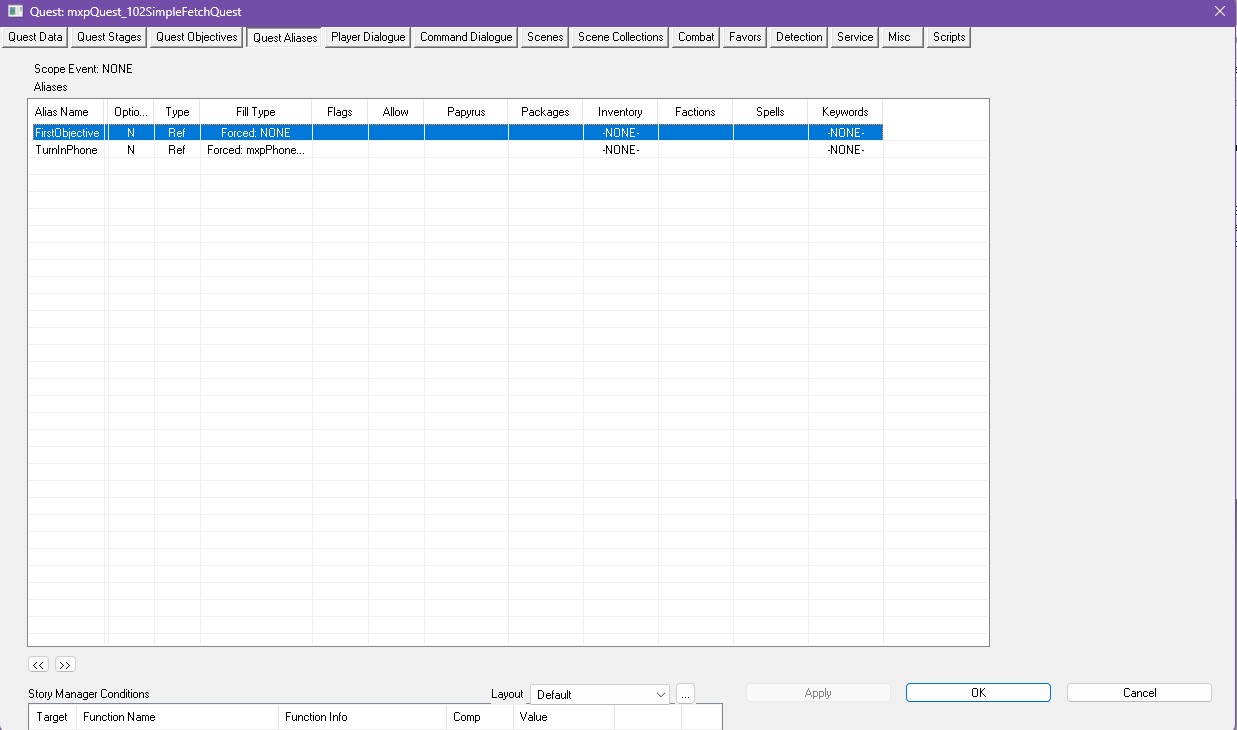 Quest: mxpQuest_102SimpleFetchQuest
Quest Data Quest Stages Quest Objectives Quest Aliases Player Dialogue Command Dialogue Scenes Scene Collections Combat Favors Detection Service Misc Scripts
Scope Event: NONE
Aliases
Alias Name Optio... Type Fill Type Flags Allow Papyrus Packages Inventory Factions Spells Keywords
FirstObjective N Ref Forced: NONE -NONE- -NONE-
TurnInPhone N Ref Forced: mxpPhone... -NONE- -NONE-
<< >>
Story Manager Conditions Layout Default ... Apply OK Cancel
Target Function Name Function Info Comp Value